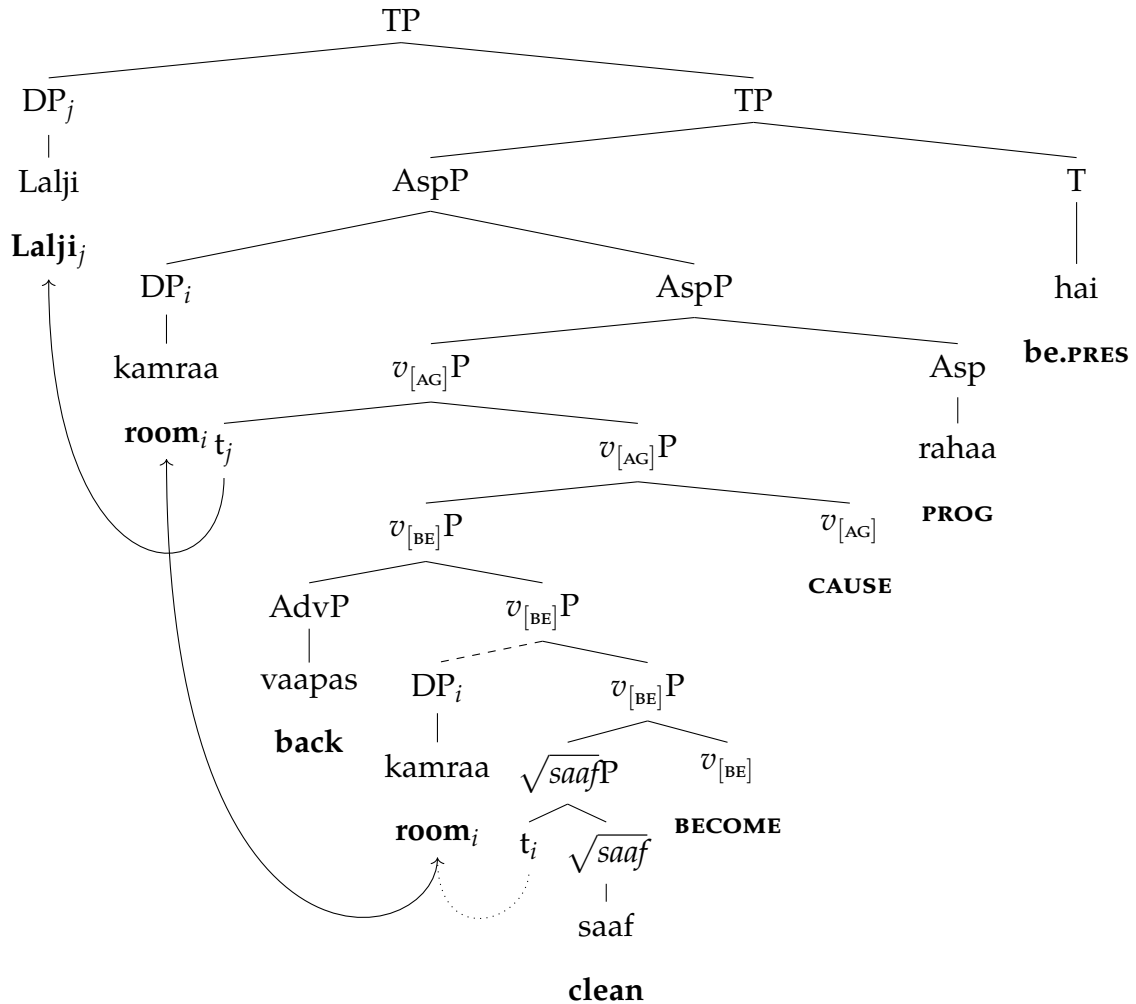 TP
DPj TP
Lalji AspP T
Laljij
DPi AspP hai
be.PRES
kamraa v[AG]P Asp
roomi tj v[AG]P rahaa
PROG
v[BE]P v[AG]
CAUSE
AdvP v[BE]P
vaapas DPi v[BE]P
back
kamraa √saafP v[BE]
BECOME
roomi ti √saaf
saaf
clean